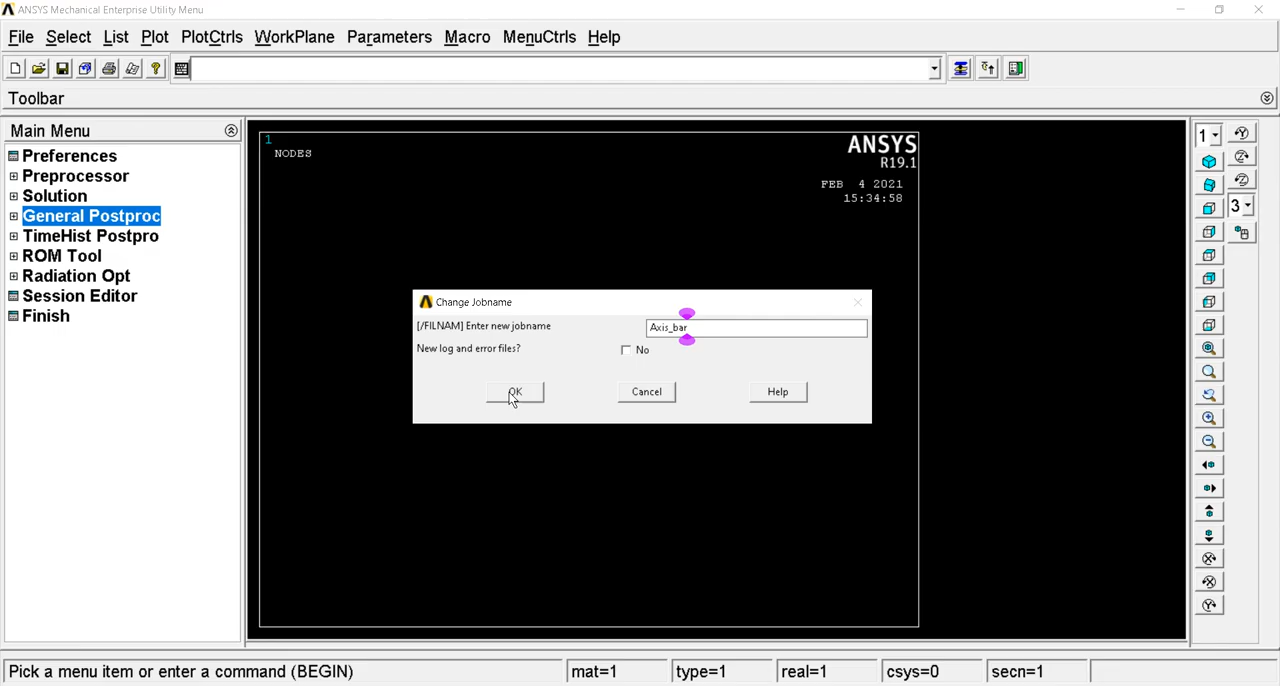 ANSYS Mechanical Enterprise Utility Menu
File Select List Plot PlotCtrls WorkPlane Parameters Macro MenuCtrls Help
Toolbar
Main Menu
Preferences
Preprocessor
Solution
General Postproc
TimeHist Postpro
ROM Tool
Radiation Opt
Session Editor
Finish
1
NODES
ANSYS
R19.1
FEB 4 2021
15:34:58
Change Jobname
[/FILNAM] Enter new jobname
Axis_bar
New log and error files?
No
OK
Cancel
Help
1
3
Pick a menu item or enter a command (BEGIN)
mat=1
type=1
real=1
csys=0
secn=1